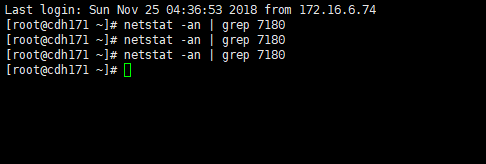 Last login: Sun Nov 25 04:36:53 2018 from 172.16.6.74
[root@cdh171 ~]# netstat -an | grep 7180
[root@cdh171 ~]# netstat -an | grep 7180
[root@cdh171 ~]# netstat -an | grep 7180
[root@cdh171 ~]#